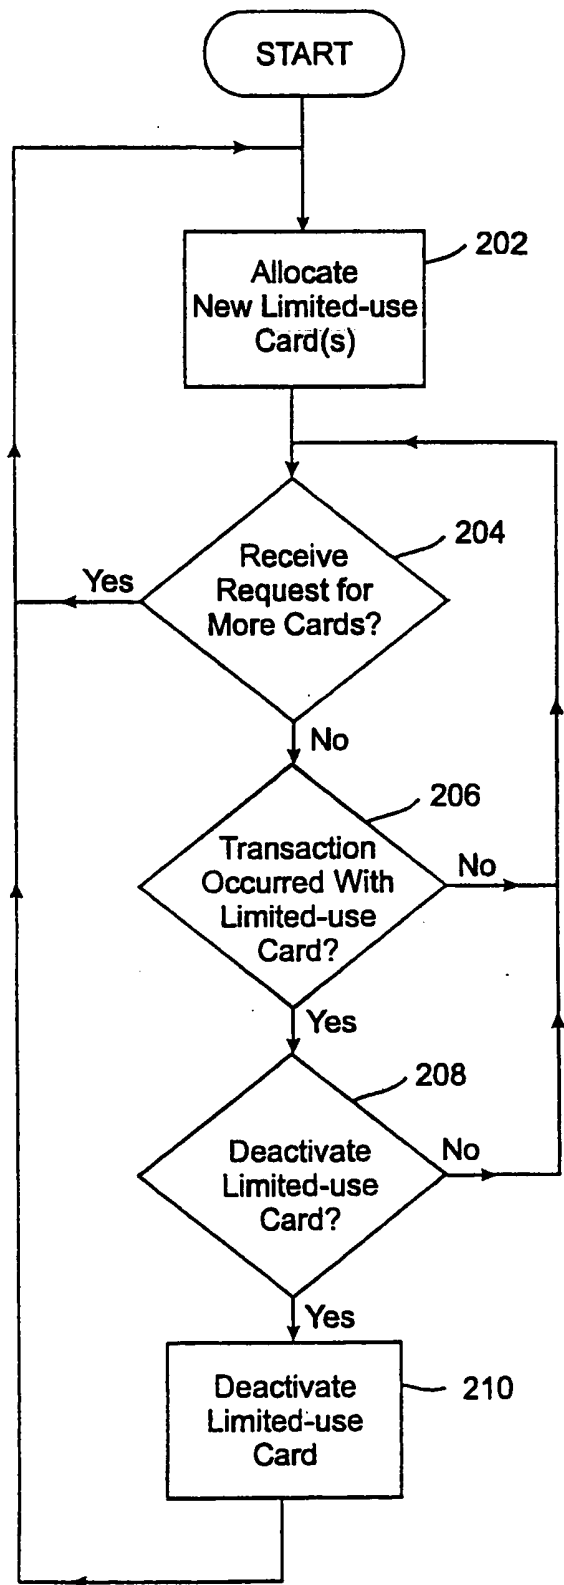 START
202
Allocate
New Limited-use
Card(s)
204
Receive
Request for
More Cards?
Yes
No
206
Transaction
Occurred With
Limited-use
Card?
No
Yes
208
Deactivate
Limited-use
Card?
No
Yes
210
Deactivate
Limited-use
Card